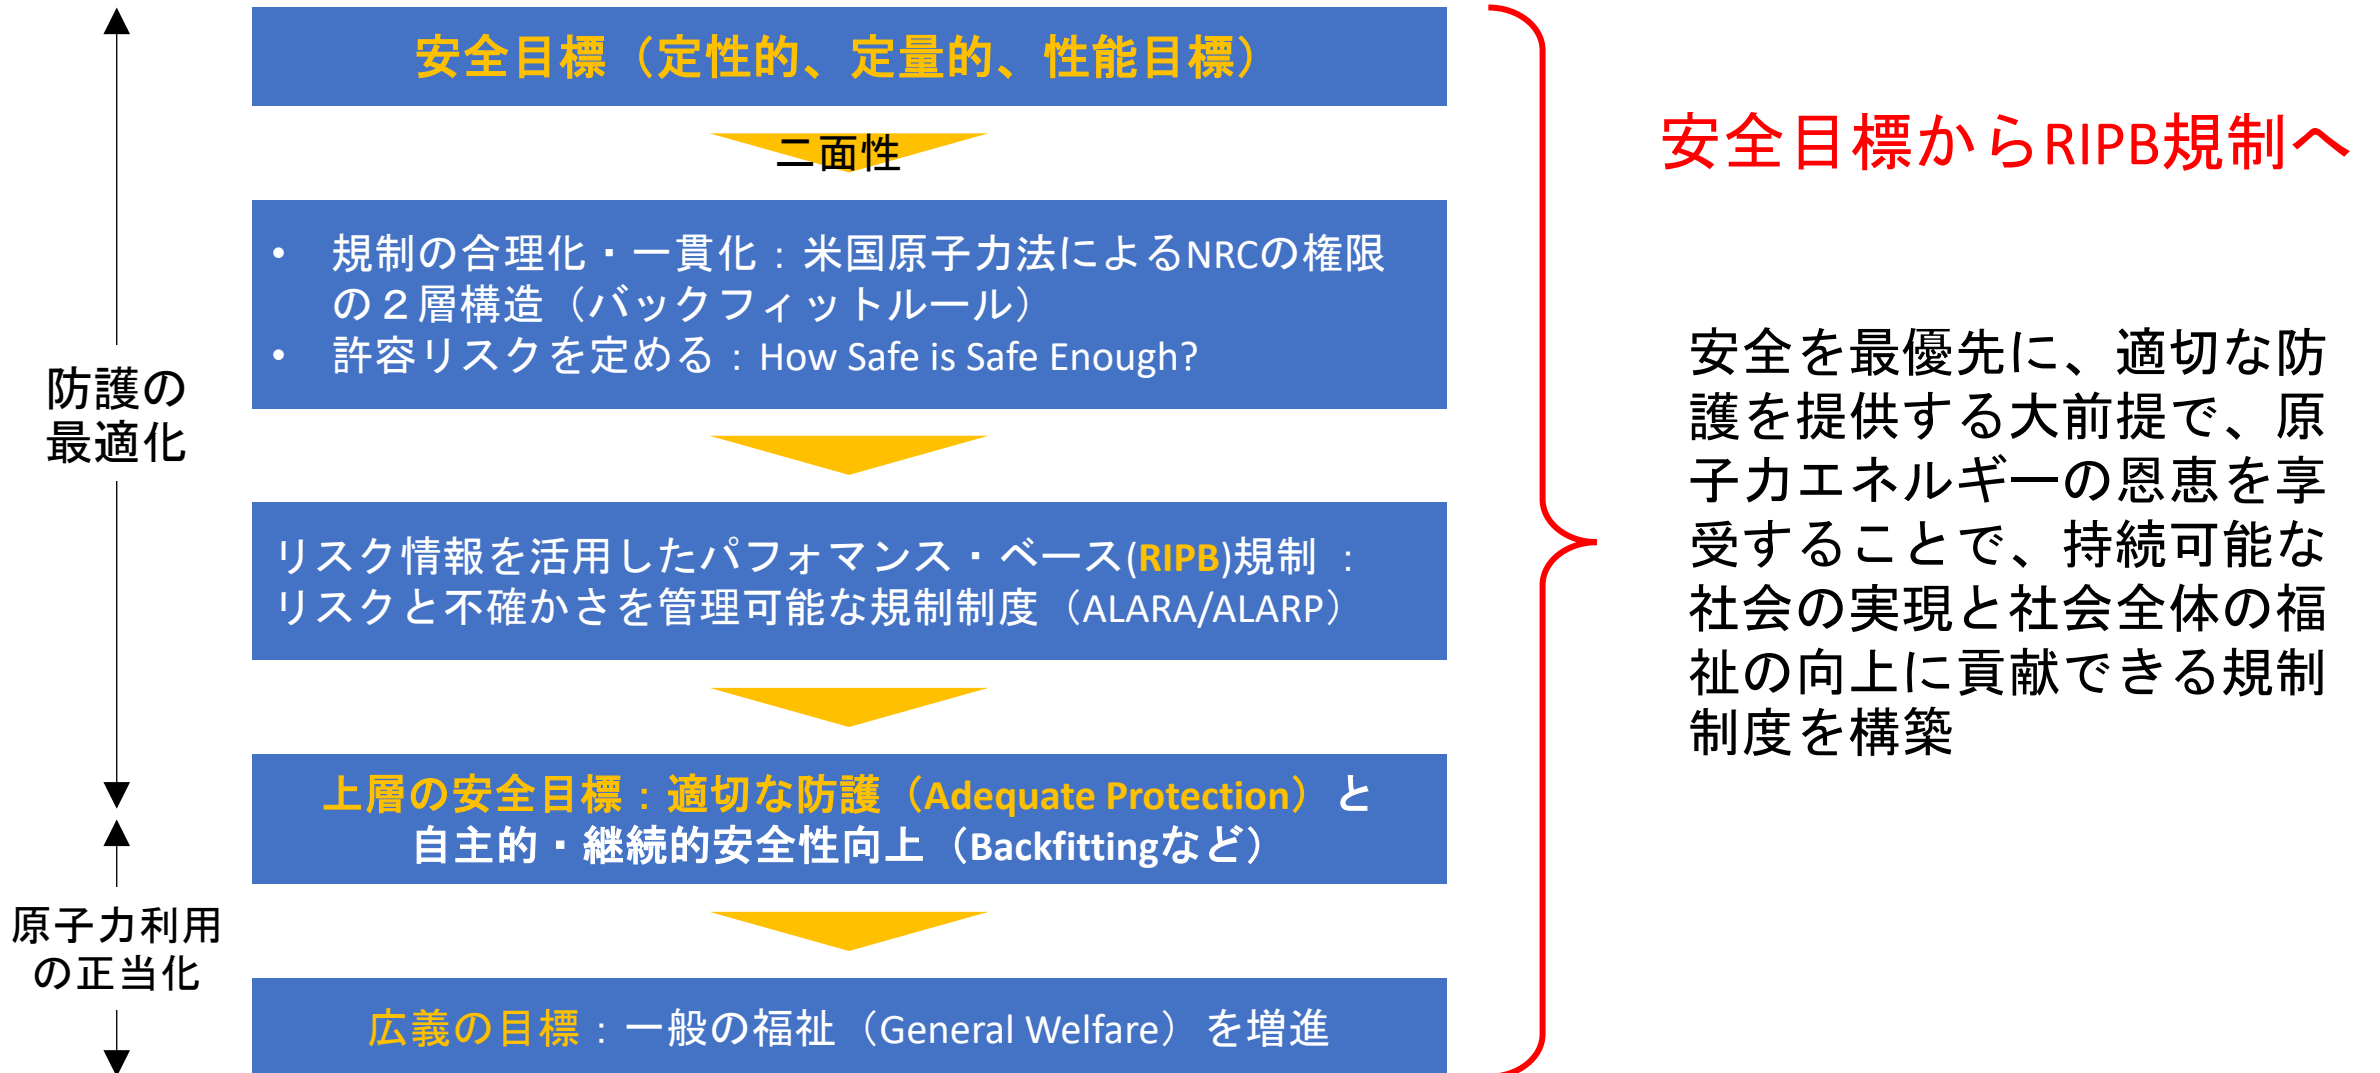 安全目標（定性的、定量的、性能目標）
二面性
• 規制の合理化・一貫化：米国原子力法によるNRCの権限
の２層構造（バックフィットルール）
• 許容リスクを定める：How Safe is Safe Enough?
リスク情報を活用したパフォマンス・ベース(RIPB)規制：
リスクと不確かさを管理可能な規制制度（ALARA/ALARP）
上層の安全目標：適切な防護（Adequate Protection）と
自主的・継続的安全性向上（Backfittingなど）
広義の目標：一般の福祉（General Welfare）を増進
防護の
最適化
原子力利用
の正当化
安全目標からRIPB規制へ
安全を最優先に、適切な防
護を提供する大前提で、原
子力エネルギーの恩恵を享
受することで、持続可能な
社会の実現と社会全体の福
祉の向上に貢献できる規制
制度を構築